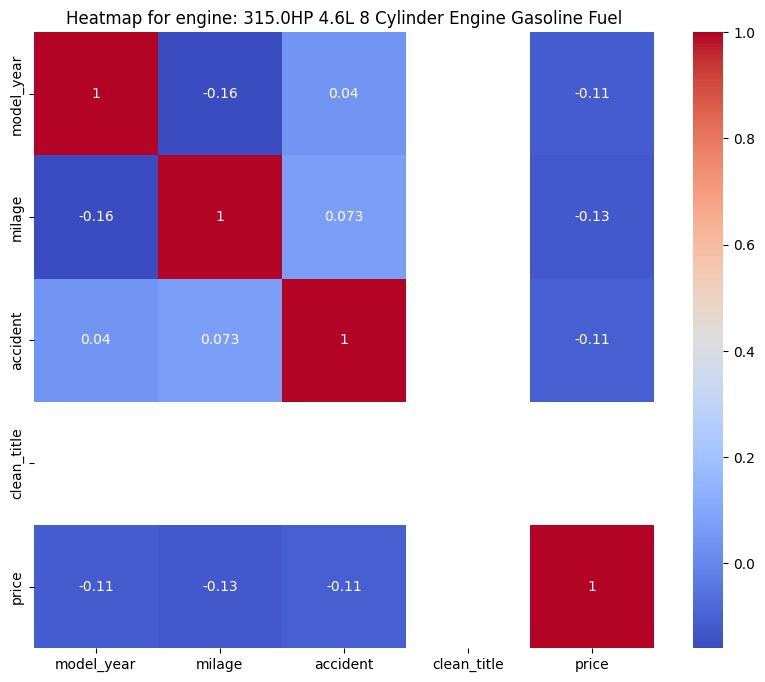 Heatmap for engine: 315.0HP 4.6L 8 Cylinder Engine Gasoline Fuel
model_year
1
-0.16
0.04
-0.11
milage
-0.16
1
0.073
-0.13
accident
0.04
0.073
1
-0.11
clean_title
price
-0.11
-0.13
-0.11
1
model_year
milage
accident
clean_title
price
1.0
0.8
0.6
0.4
0.2
0.0